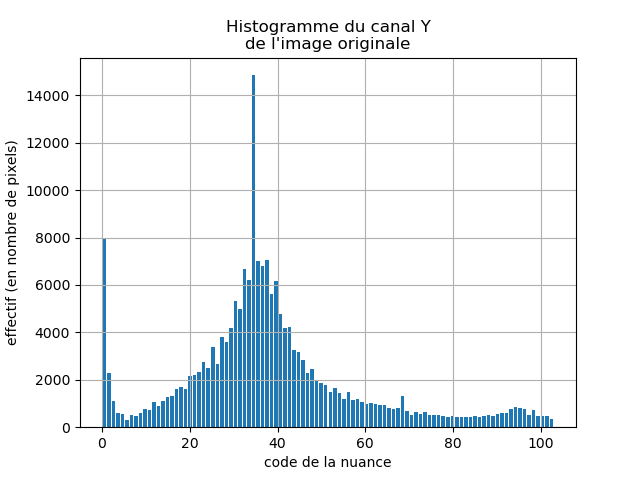 Histogramme du canal Y
de l'image originale
effectif (en nombre de pixels)
14000
12000
10000
8000
6000
4000
2000
0
0 20 40 60 80 100
code de la nuance